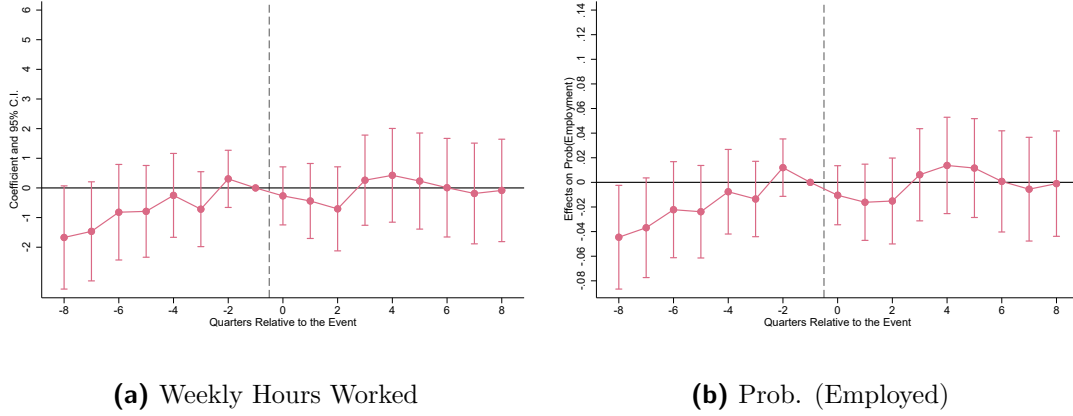 6
5
4
3
2
1
0
-1
-2
Coefficient and 95% C.I.
-8 -6 -4 -2 0 2 4 6 8
Quarters Relative to the Event
.14
.12
.1
.08
.06
.04
.02
0
-.02
-.04
-.06
-.08
Effects on Prob(Employment)
-8 -6 -4 -2 0 2 4 6 8
Quarters Relative to the Event
(a) Weekly Hours Worked
(b) Prob. (Employed)